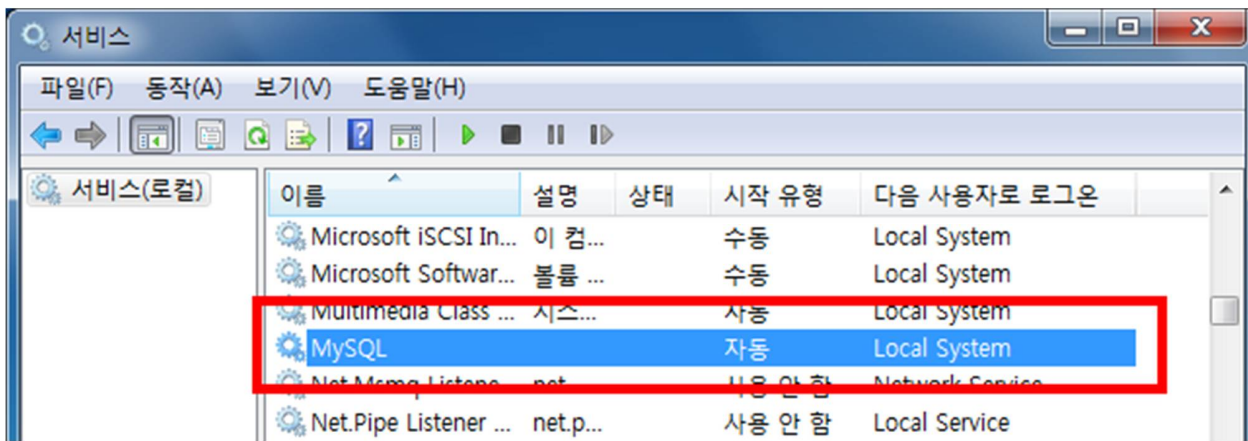 서비스
파일(F) 동작(A) 보기(V) 도움말(H)
서비스(로컬)
이름 설명 상태 시작 유형 다음 사용자로 로그온
Microsoft iSCSI In... 이 컴... 수동 Local System
Microsoft Softwar... 볼륨 ... 수동 Local System
Multimedia Class ... 시스... 자동 Local System
MySQL 자동 Local System
Net.Msmq Listene... net... 사용 안 함 Network Service
Net.Pipe Listener ... net.p... 사용 안 함 Local Service